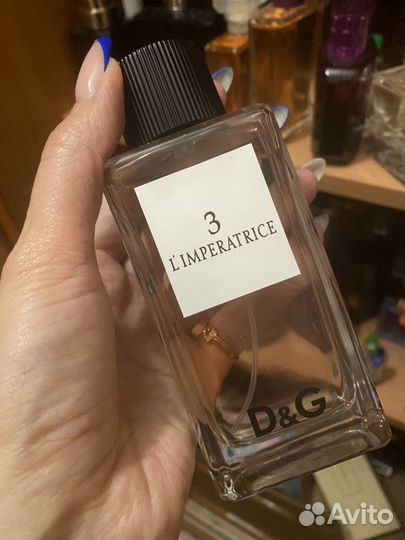 3
L'IMPERATRICE
D&G
Avito